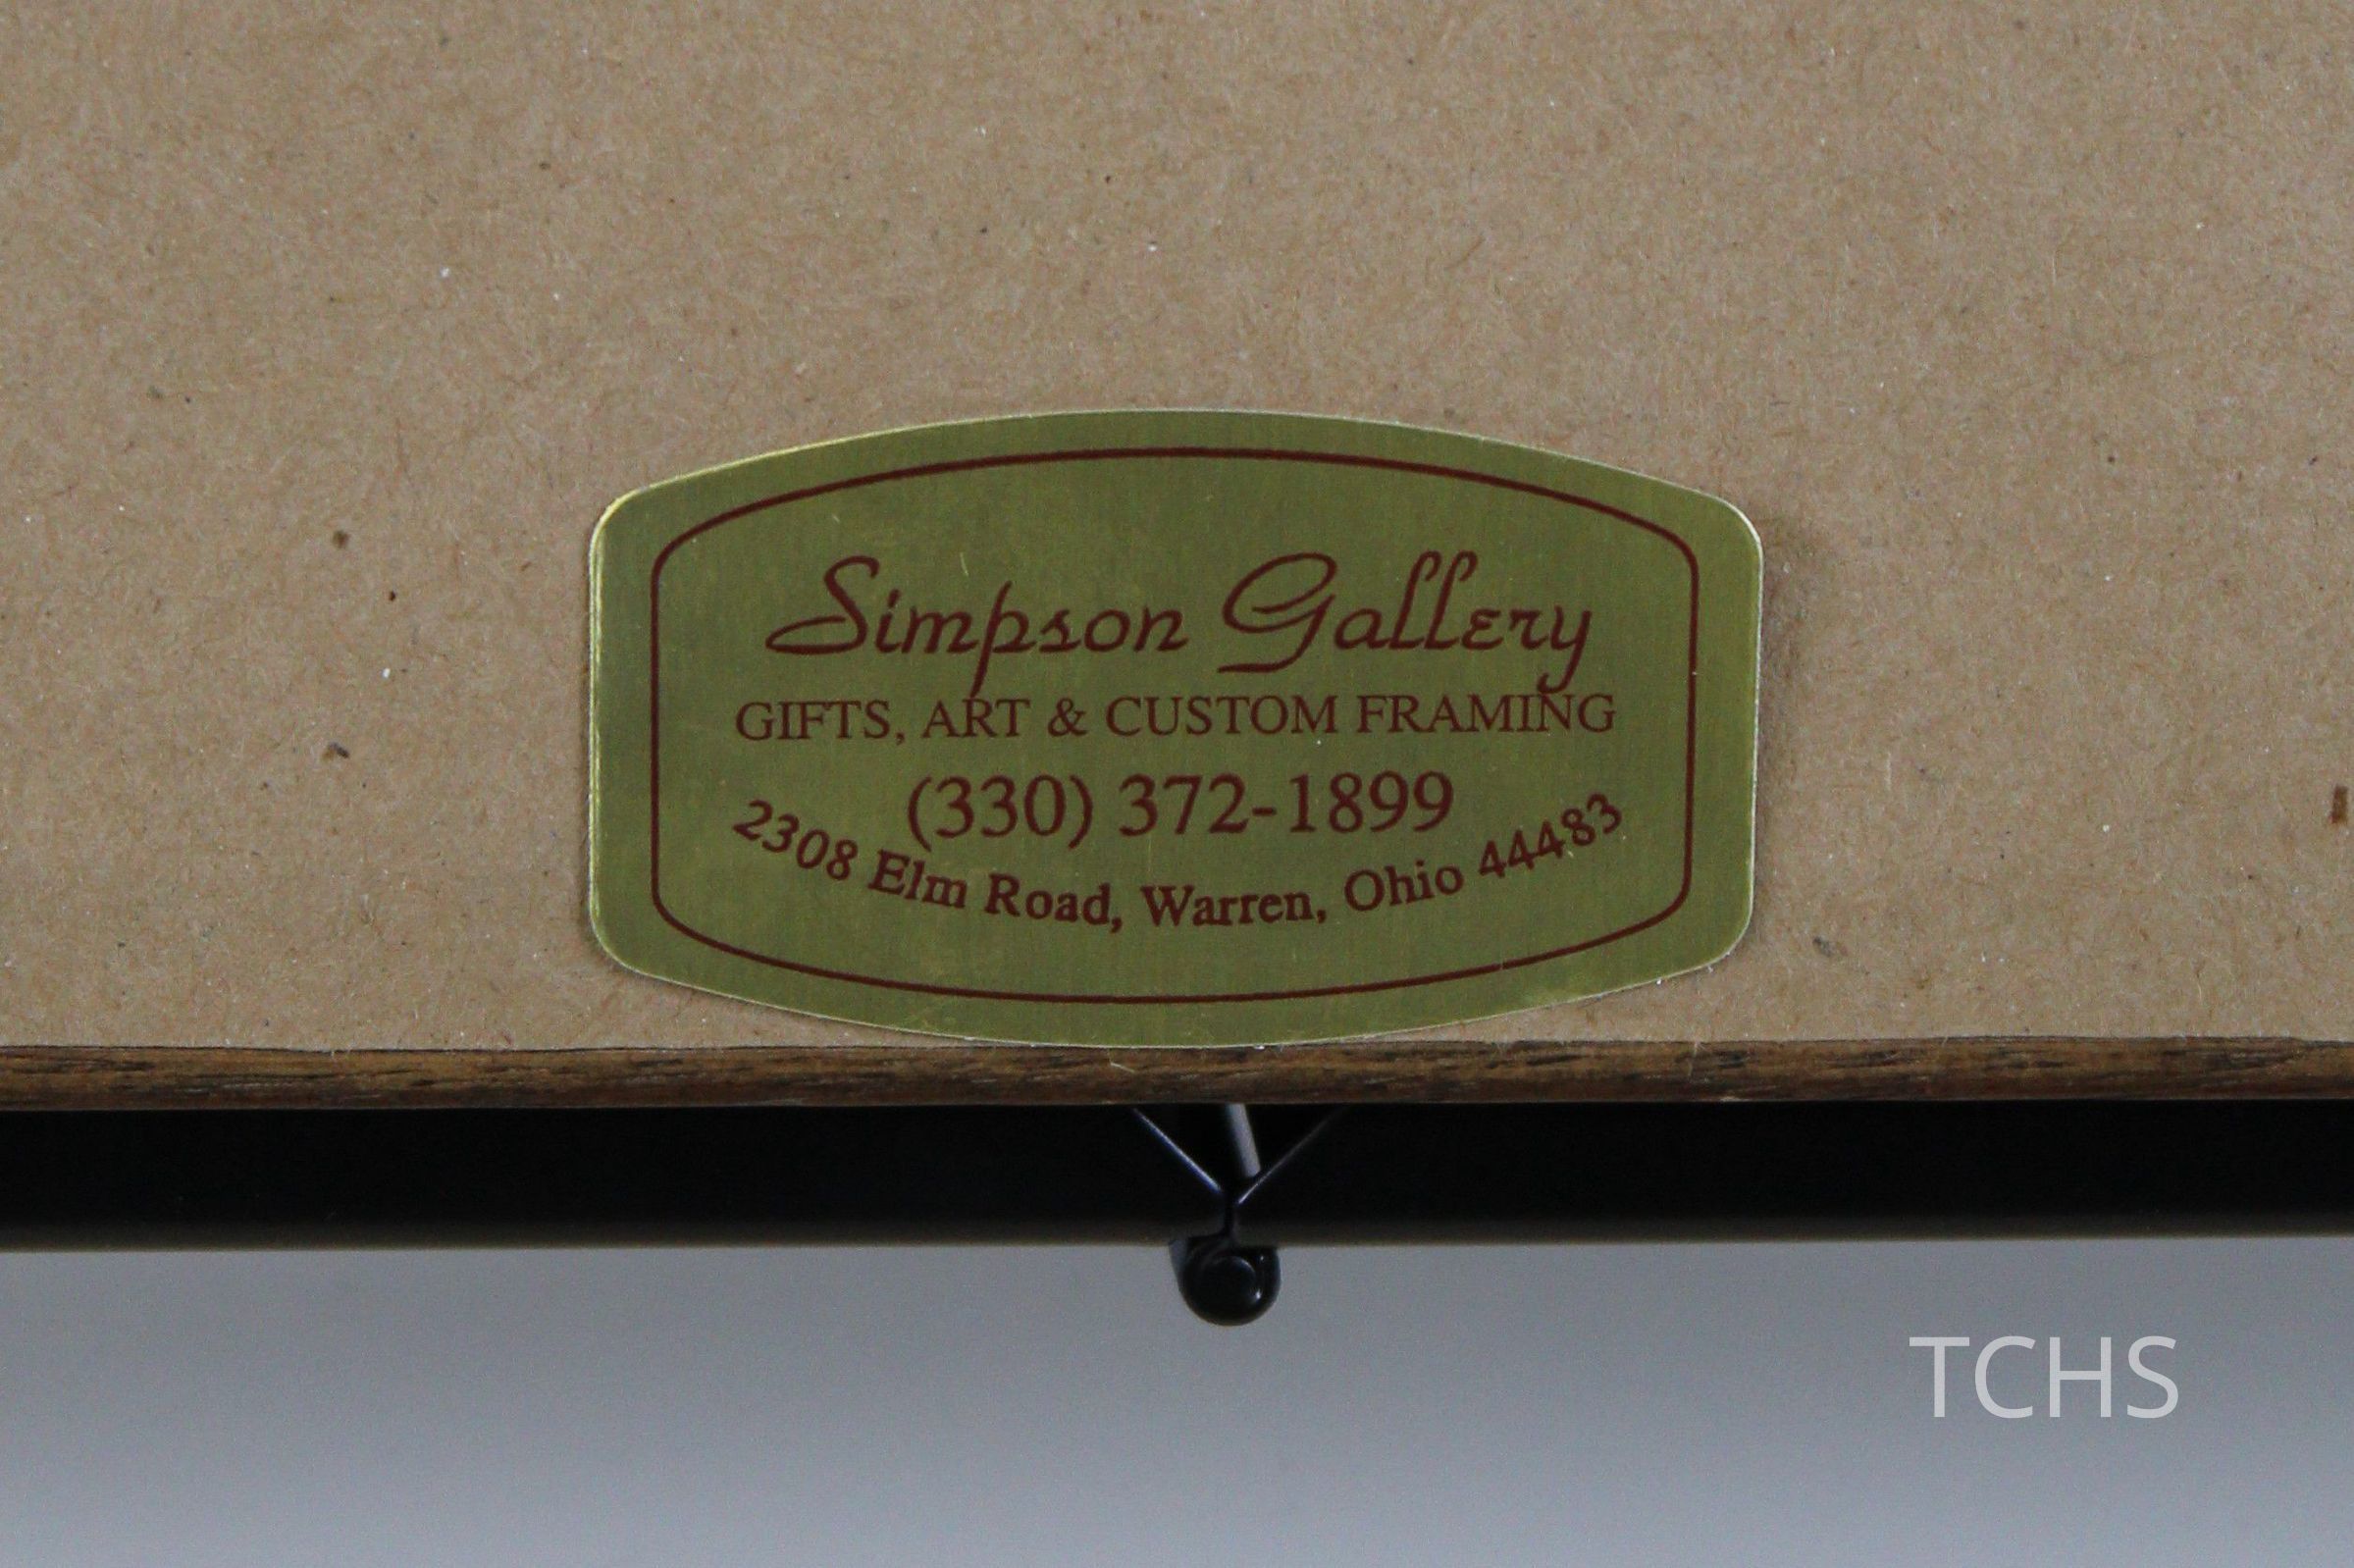 Simpson Gallery
GIFTS, ART & CUSTOM FRAMING
(330) 372-1899
2308 Elm Road, Warren, Ohio 44483
TCHS